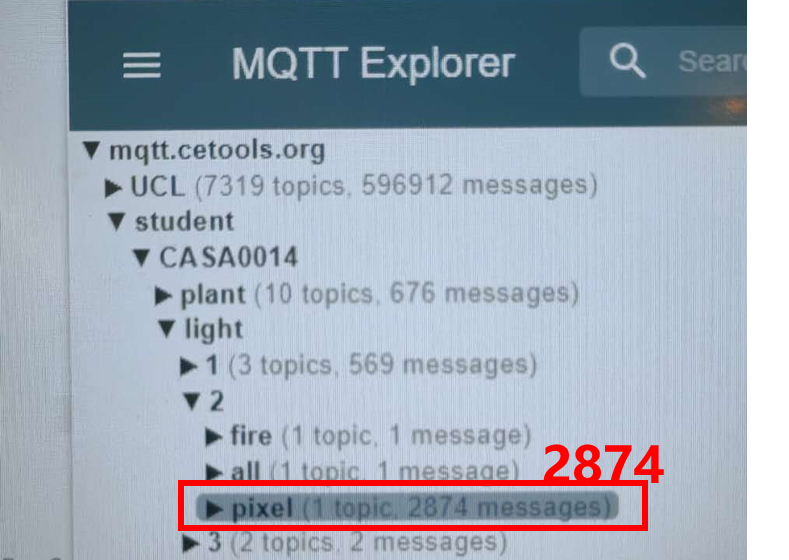 MQTT Explorer Sear
▼ mqtt.cetools.org
▶ UCL (7319 topics, 596912 messages)
▼ student
▼ CASA0014
▶ plant (10 topics, 676 messages)
▼ light
▶ 1 (3 topics, 569 messages)
▼ 2
▶ fire (1 topic, 1 message)
▶ all (1 topic, 1 message)
2874
▶ pixel (1 topic, 2874 messages)
▶ 3 (2 topics, 2 messages)